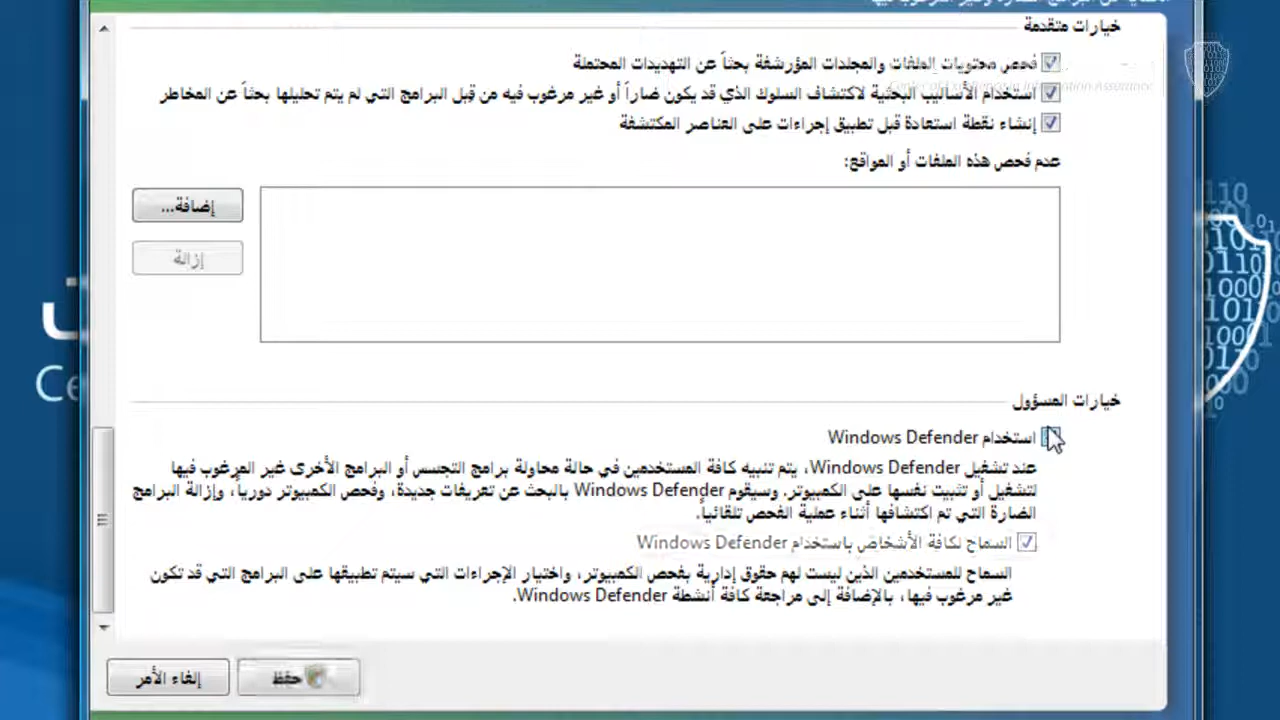 خيارات متقدمة
فحص محتويات الملفات والمجلدات المؤرشفة بحثاً عن التهديدات المحتملة
استخدام الأساليب البحثية لاكتشاف السلوك الذي قد يكون ضاراً أو غير مرغوب فيه من قِبل البرامج التي لم يتم تحليلها بحثاً عن المخاطر
إنشاء نقطة استعادة قبل تطبيق إجراءات على العناصر المكتشفة
عدم فحص هذه الملفات أو المواقع:
إضافة...
إزالة
خيارات المسؤول
استخدام Windows Defender
عند تشغيل Windows Defender، يتم تنبيه كافة المستخدمين في حالة محاولة برامج التجسس أو البرامج الأخرى غير المرغوب فيها
لتشغيل أو تثبيت نفسها على الكمبيوتر. وسيقوم Windows Defender بالبحث عن تعريفات جديدة، وفحص الكمبيوتر دورياً، وإزالة البرامج
الضارة التي تم اكتشافها أثناء عملية الفحص تلقائياً.
السماح لكافة الأشخاص باستخدام Windows Defender
السماح للمستخدمين الذين ليست لهم حقوق إدارية بفحص الكمبيوتر، واختيار الإجراءات التي سيتم تطبيقها على البرامج التي قد تكون
غير مرغوب فيها، بالإضافة إلى مراجعة كافة أنشطة Windows Defender.
حفظ
إلغاء الأمر